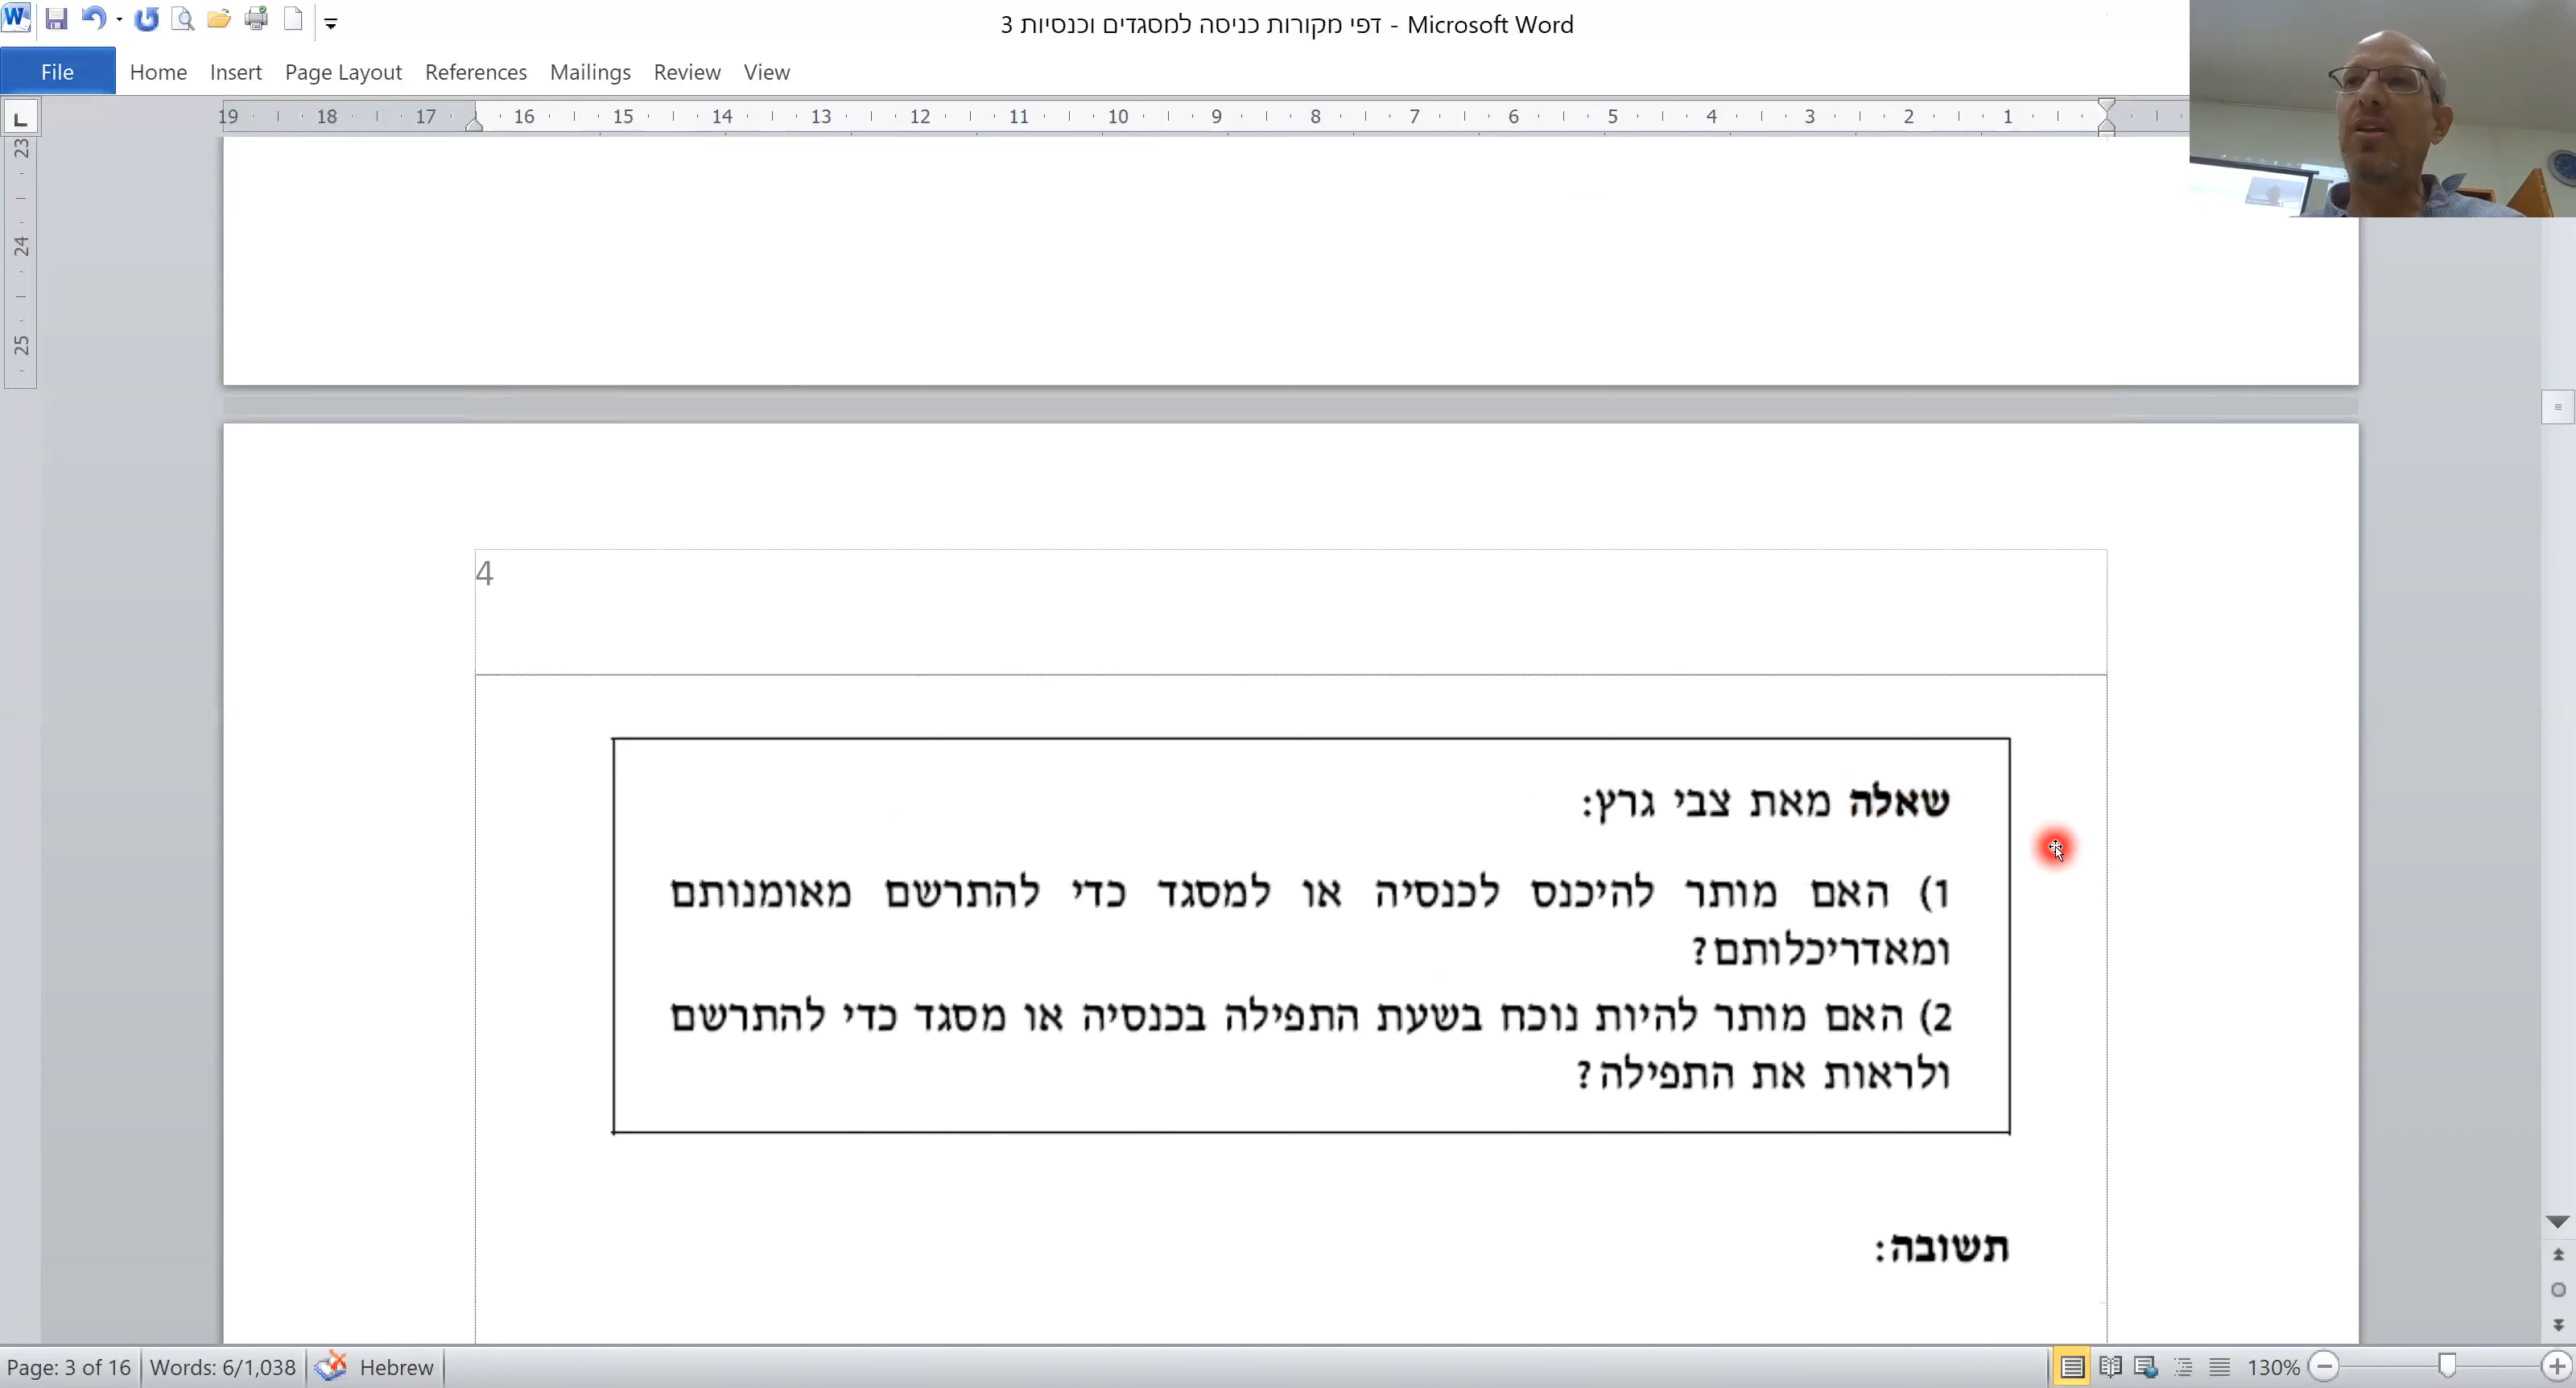 דפי מקורות כניסה למסגדים וכנסיות 3 - Microsoft Word
File Home Insert Page Layout References Mailings Review View
19 18 17 16 15 14 13 12 11 10 9 8 7 6 5 4 3 2 1
23
24
25
4
שאלה מאת צבי גרץ:
1) האם מותר להיכנס לכנסיה או למסגד כדי להתרשם מאומנותם
ומאדריכלותם?
2) האם מותר להיות נוכח בשעת התפילה בכנסיה או מסגד כדי להתרשם
ולראות את התפילה?
תשובה:
Page: 3 of 16 Words: 6/1,038 Hebrew 130%